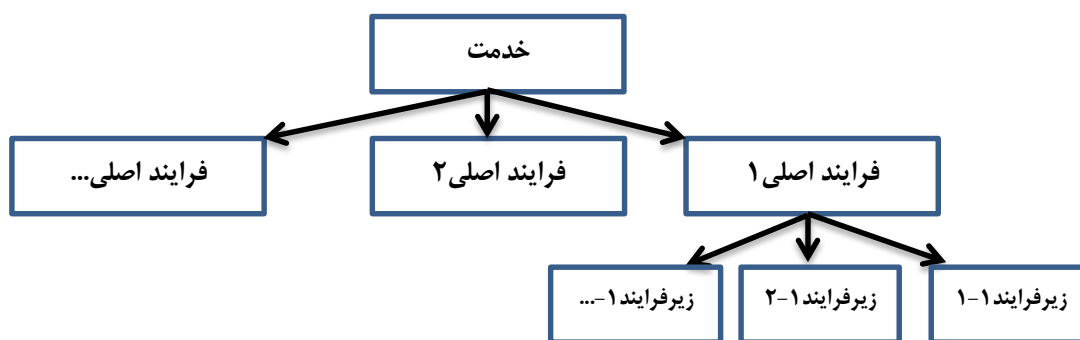 خدمت
فرایند اصلی۱
فرایند اصلی۲
فرایند اصلی...
زیرفرایند۱-۱
زیرفرایند۱-۲
زیرفرایند۱-...